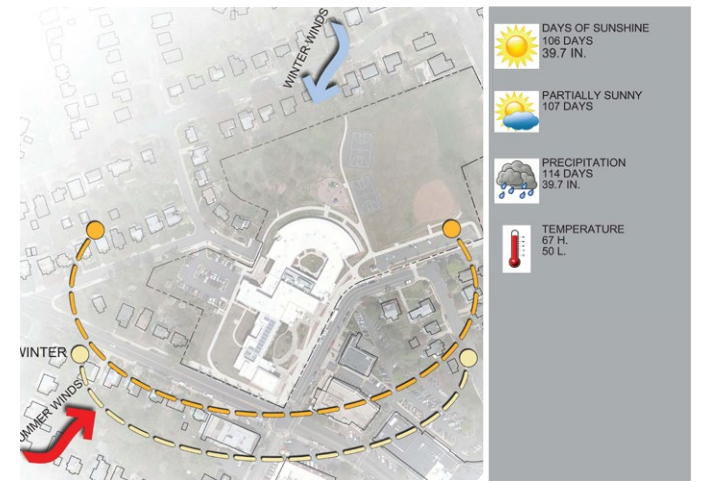 WINTER WINDS
WINTER
UMMER WINDS
DAYS OF SUNSHINE
106 DAYS
39.7 IN.
PARTIALLY SUNNY
107 DAYS
PRECIPITATION
114 DAYS
39.7 IN.
TEMPERATURE
67 H.
50 L.